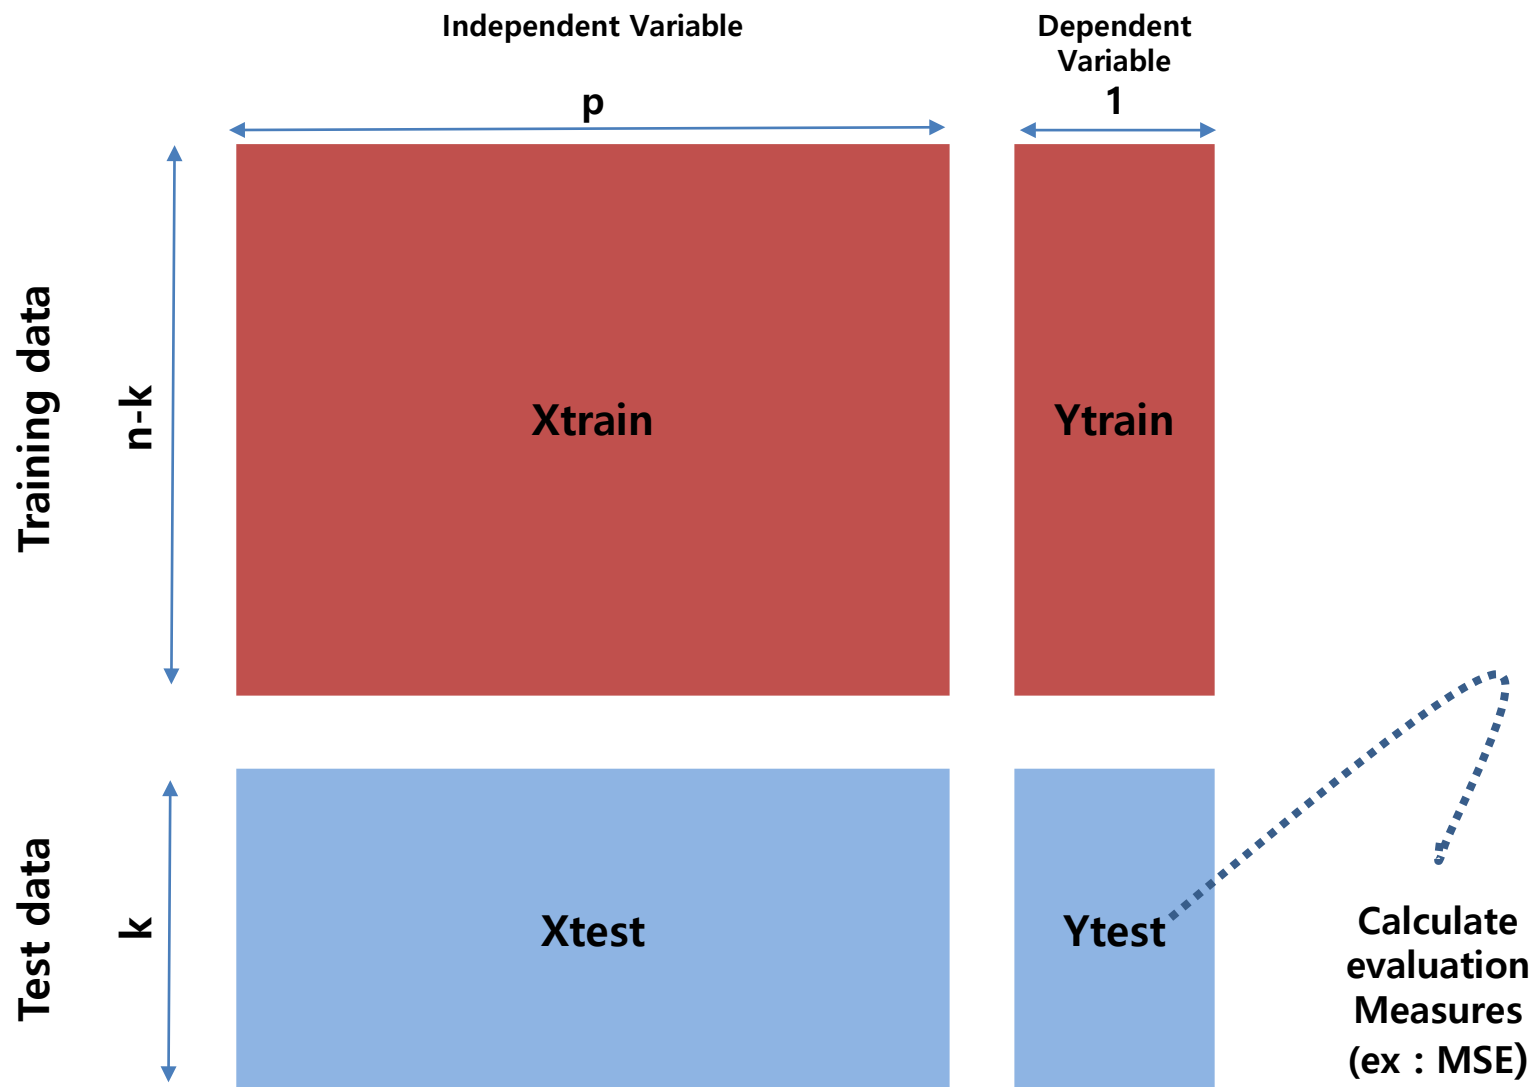 Independent Variable
Dependent
Variable
p
1
Training data
n-k
Xtrain
Ytrain
Test data
k
Xtest
Ytest
Calculate
evaluation
Measures
(ex : MSE)